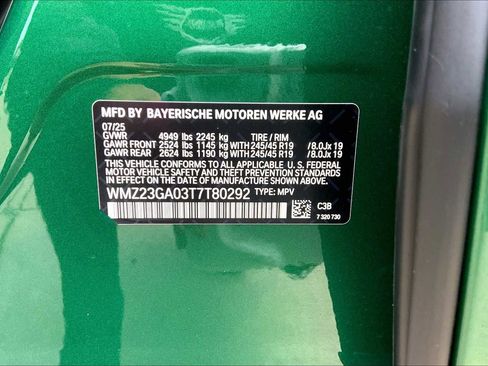 MFD BY BAYERISCHE MOTOREN WERKE AG
07/25
GVWR 4949 lbs 2245 kg TIRE / RIM
GAWR FRONT 2524 lbs 1145 kg WITH 245/45 R19 / 8.0Jx 19
GAWR AFTER 2624 lbs 1190 kg WITH 245/45 R19 / 8.0Jx 19
THIS VEHICLE CONFORMS TO ALL APPLICABLE U.S. FEDERAL
MOTOR VEHICLE SAFETY AND THEFT PREVENTION STANDARDS
IN EFFECT ON THE DATE OF MANUFACTURE SHOWN ABOVE.
WMZ23GA03T7T80292 TYPE: MPV
C3B
7 320 730